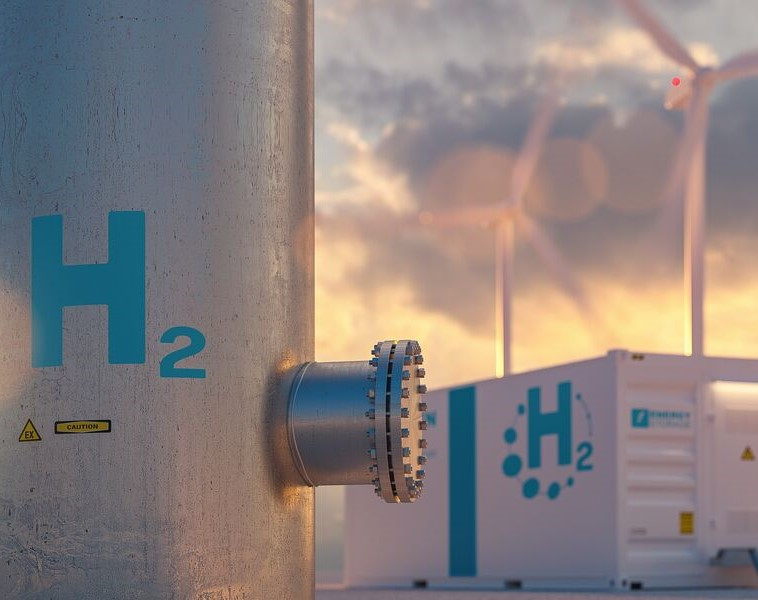 H2
EX
CAUTION
H2
ENERGY
STORAGE